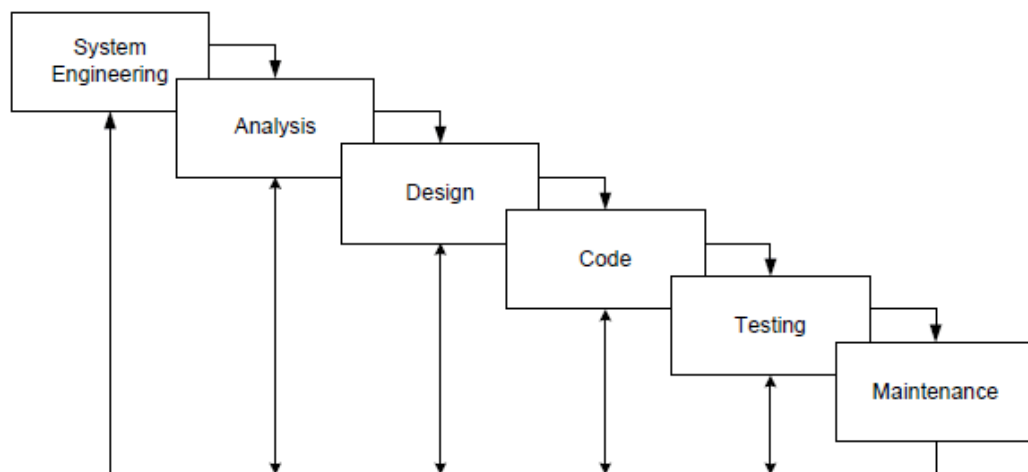 System
Engineering
Analysis
Design
Code
Testing
Maintenance